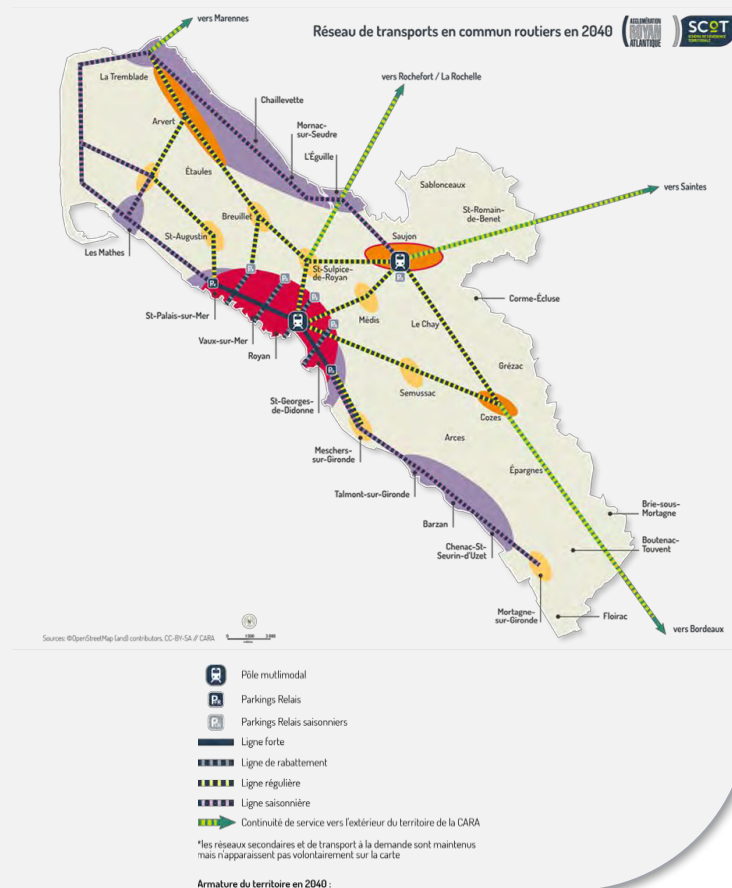 vers Marennes
Réseau de transports en commun routiers en 2040
AGGLOMÉRATION
ROYAN
ATLANTIQUE
SCOT
La Tremblade
vers Rochefort / La Rochelle
Chaillevette
Arvert
Mornac-
sur-Seudre
L'Éguille
Étaules
Sablonceaux
vers Saintes
St-Romain-
de-Benet
Breuillet
St-Augustin
Saujon
Les Mathes
St-Sulpice-
de-Royan
Corme-Écluse
St-Palais-sur-Mer
Médis
Le Chay
Vaux-sur-Mer
Royan
Grézac
St-Georges-
de-Didonne
Semussac
Cozes
Arces
Meschers-
sur-Gironde
Épargnes
Talmont-sur-Gironde
Barzan
Brie-sous-
Mortagne
Chenac-St-
Seurin-d'Uzet
Boutenac-
Touvent
Mortagne-
sur-Gironde
Floirac
vers Bordeaux
Sources: ©OpenStreetMap (and) contributors, CC-BY-SA // CARA
Pôle mutlimodal
Parkings Relais
Parkings Relais saisonniers
Ligne forte
Ligne de rabattement
Ligne régulière
Ligne saisonnière
Continuité de service vers l'extérieur du territoire de la CARA
*les réseaux secondaires et de transport à la demande sont maintenus
mais n'apparaissent pas volontairement sur la carte
Armature du territoire en 2040 :